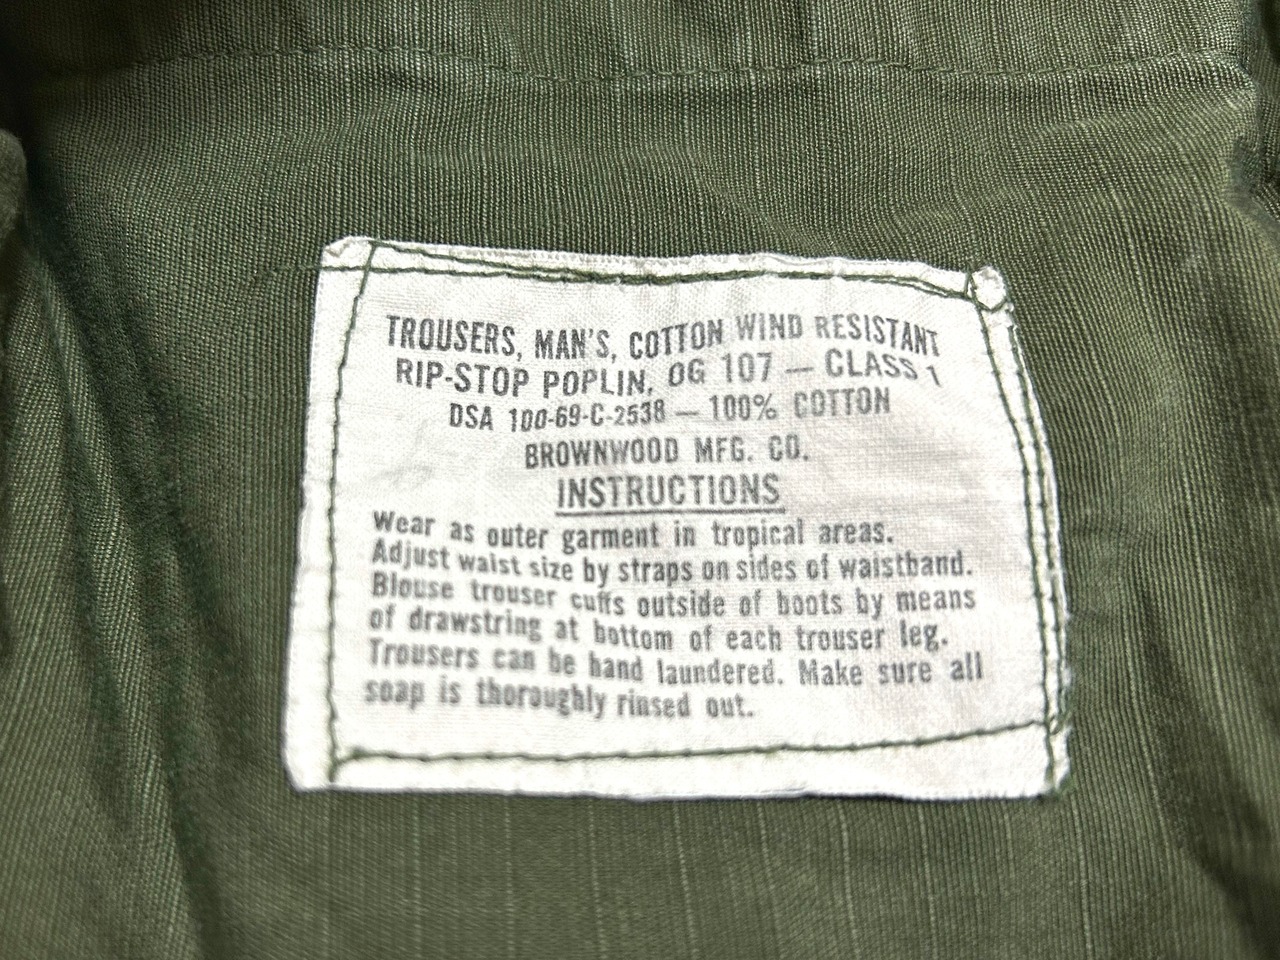 TROUSERS, MAN'S, COTTON WIND RESISTANT
RIP-STOP POPLIN, OG 107 — CLASS 1
DSA 100-69-C-2538 — 100% COTTON
BROWNWOOD MFG. CO.
INSTRUCTIONS
Wear as outer garment in tropical areas.
Adjust waist size by straps on sides of waistband.
Blouse trouser cuffs outside of boots by means
of drawstring at bottom of each trouser leg.
Trousers can be hand laundered. Make sure all
soap is thoroughly rinsed out.